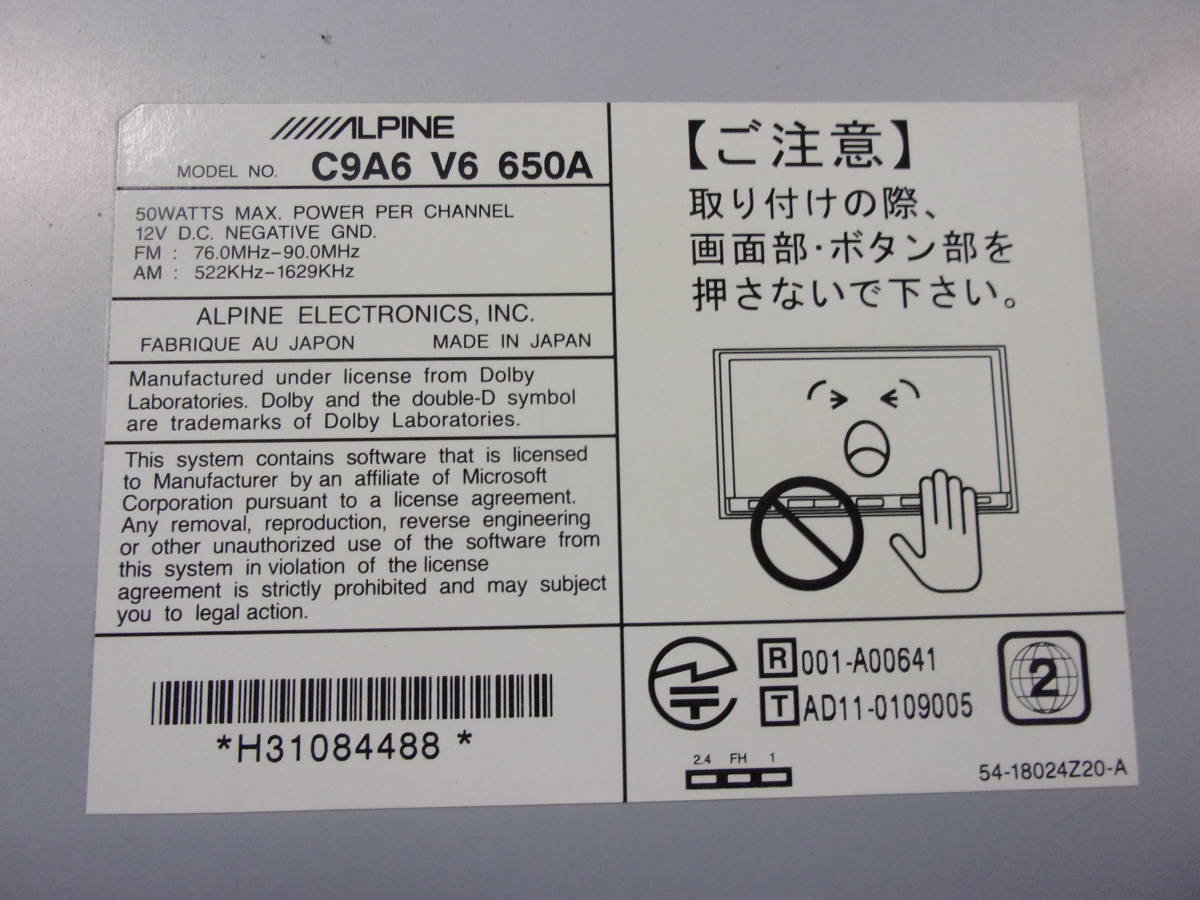 ALPINE
MODEL NO. C9A6 V6 650A
50WATTS MAX. POWER PER CHANNEL
12V D.C. NEGATIVE GND.
FM : 76.0MHz-90.0MHz
AM : 522KHz-1629KHz
ALPINE ELECTRONICS, INC.
FABRIQUE AU JAPON MADE IN JAPAN
Manufactured under license from Dolby
Laboratories. Dolby and the double-D symbol
are trademarks of Dolby Laboratories.
This system contains software that is licensed
to Manufacturer by an affiliate of Microsoft
Corporation pursuant to a license agreement.
Any removal, reproduction, reverse engineering
or other unauthorized use of the software from
this system in violation of the license
agreement is strictly prohibited and may subject
you to legal action.
*H31084488 *
【ご注意】
取り付けの際、
画面部・ボタン部を
押さないで下さい。
R 001-A00641
T AD11-0109005
2
2.4 FH 1
54-18024Z20-A